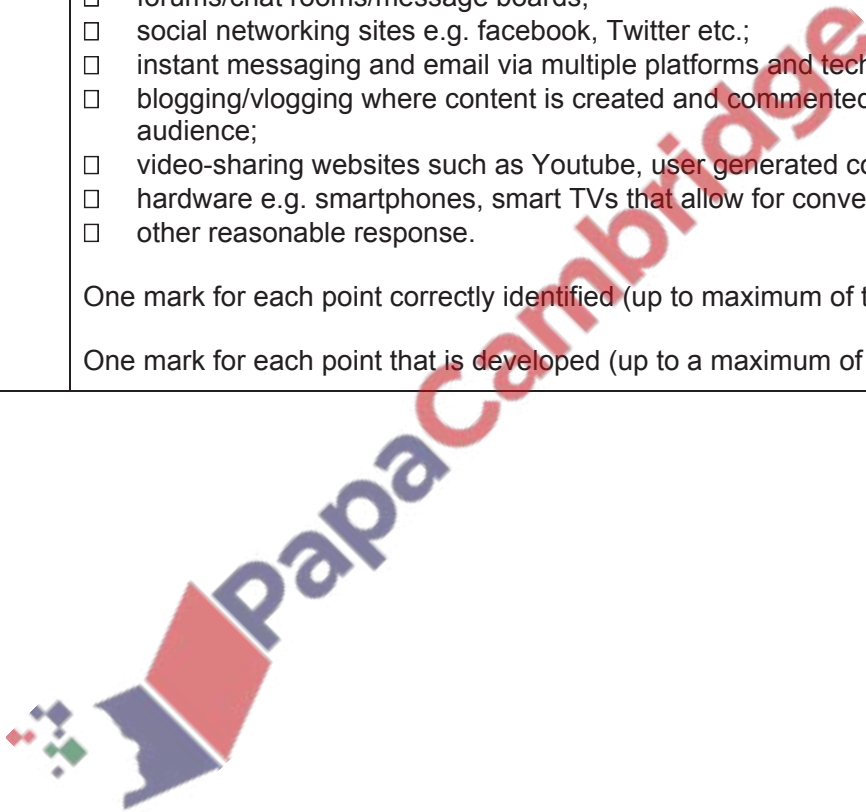 forums/chat rooms/message boards;
social networking sites e.g. facebook, Twitter etc.;
instant messaging and email via multiple platforms and
blogging/vlogging where content is created and commented
audience;
video-sharing websites such as Youtube, user generated
hardware e.g. smartphones, smart TVs that allow for
other reasonable response.
One mark for each point correctly identified (up to maximum of
One mark for each point that is developed (up to a maximum of
PapaCambridge